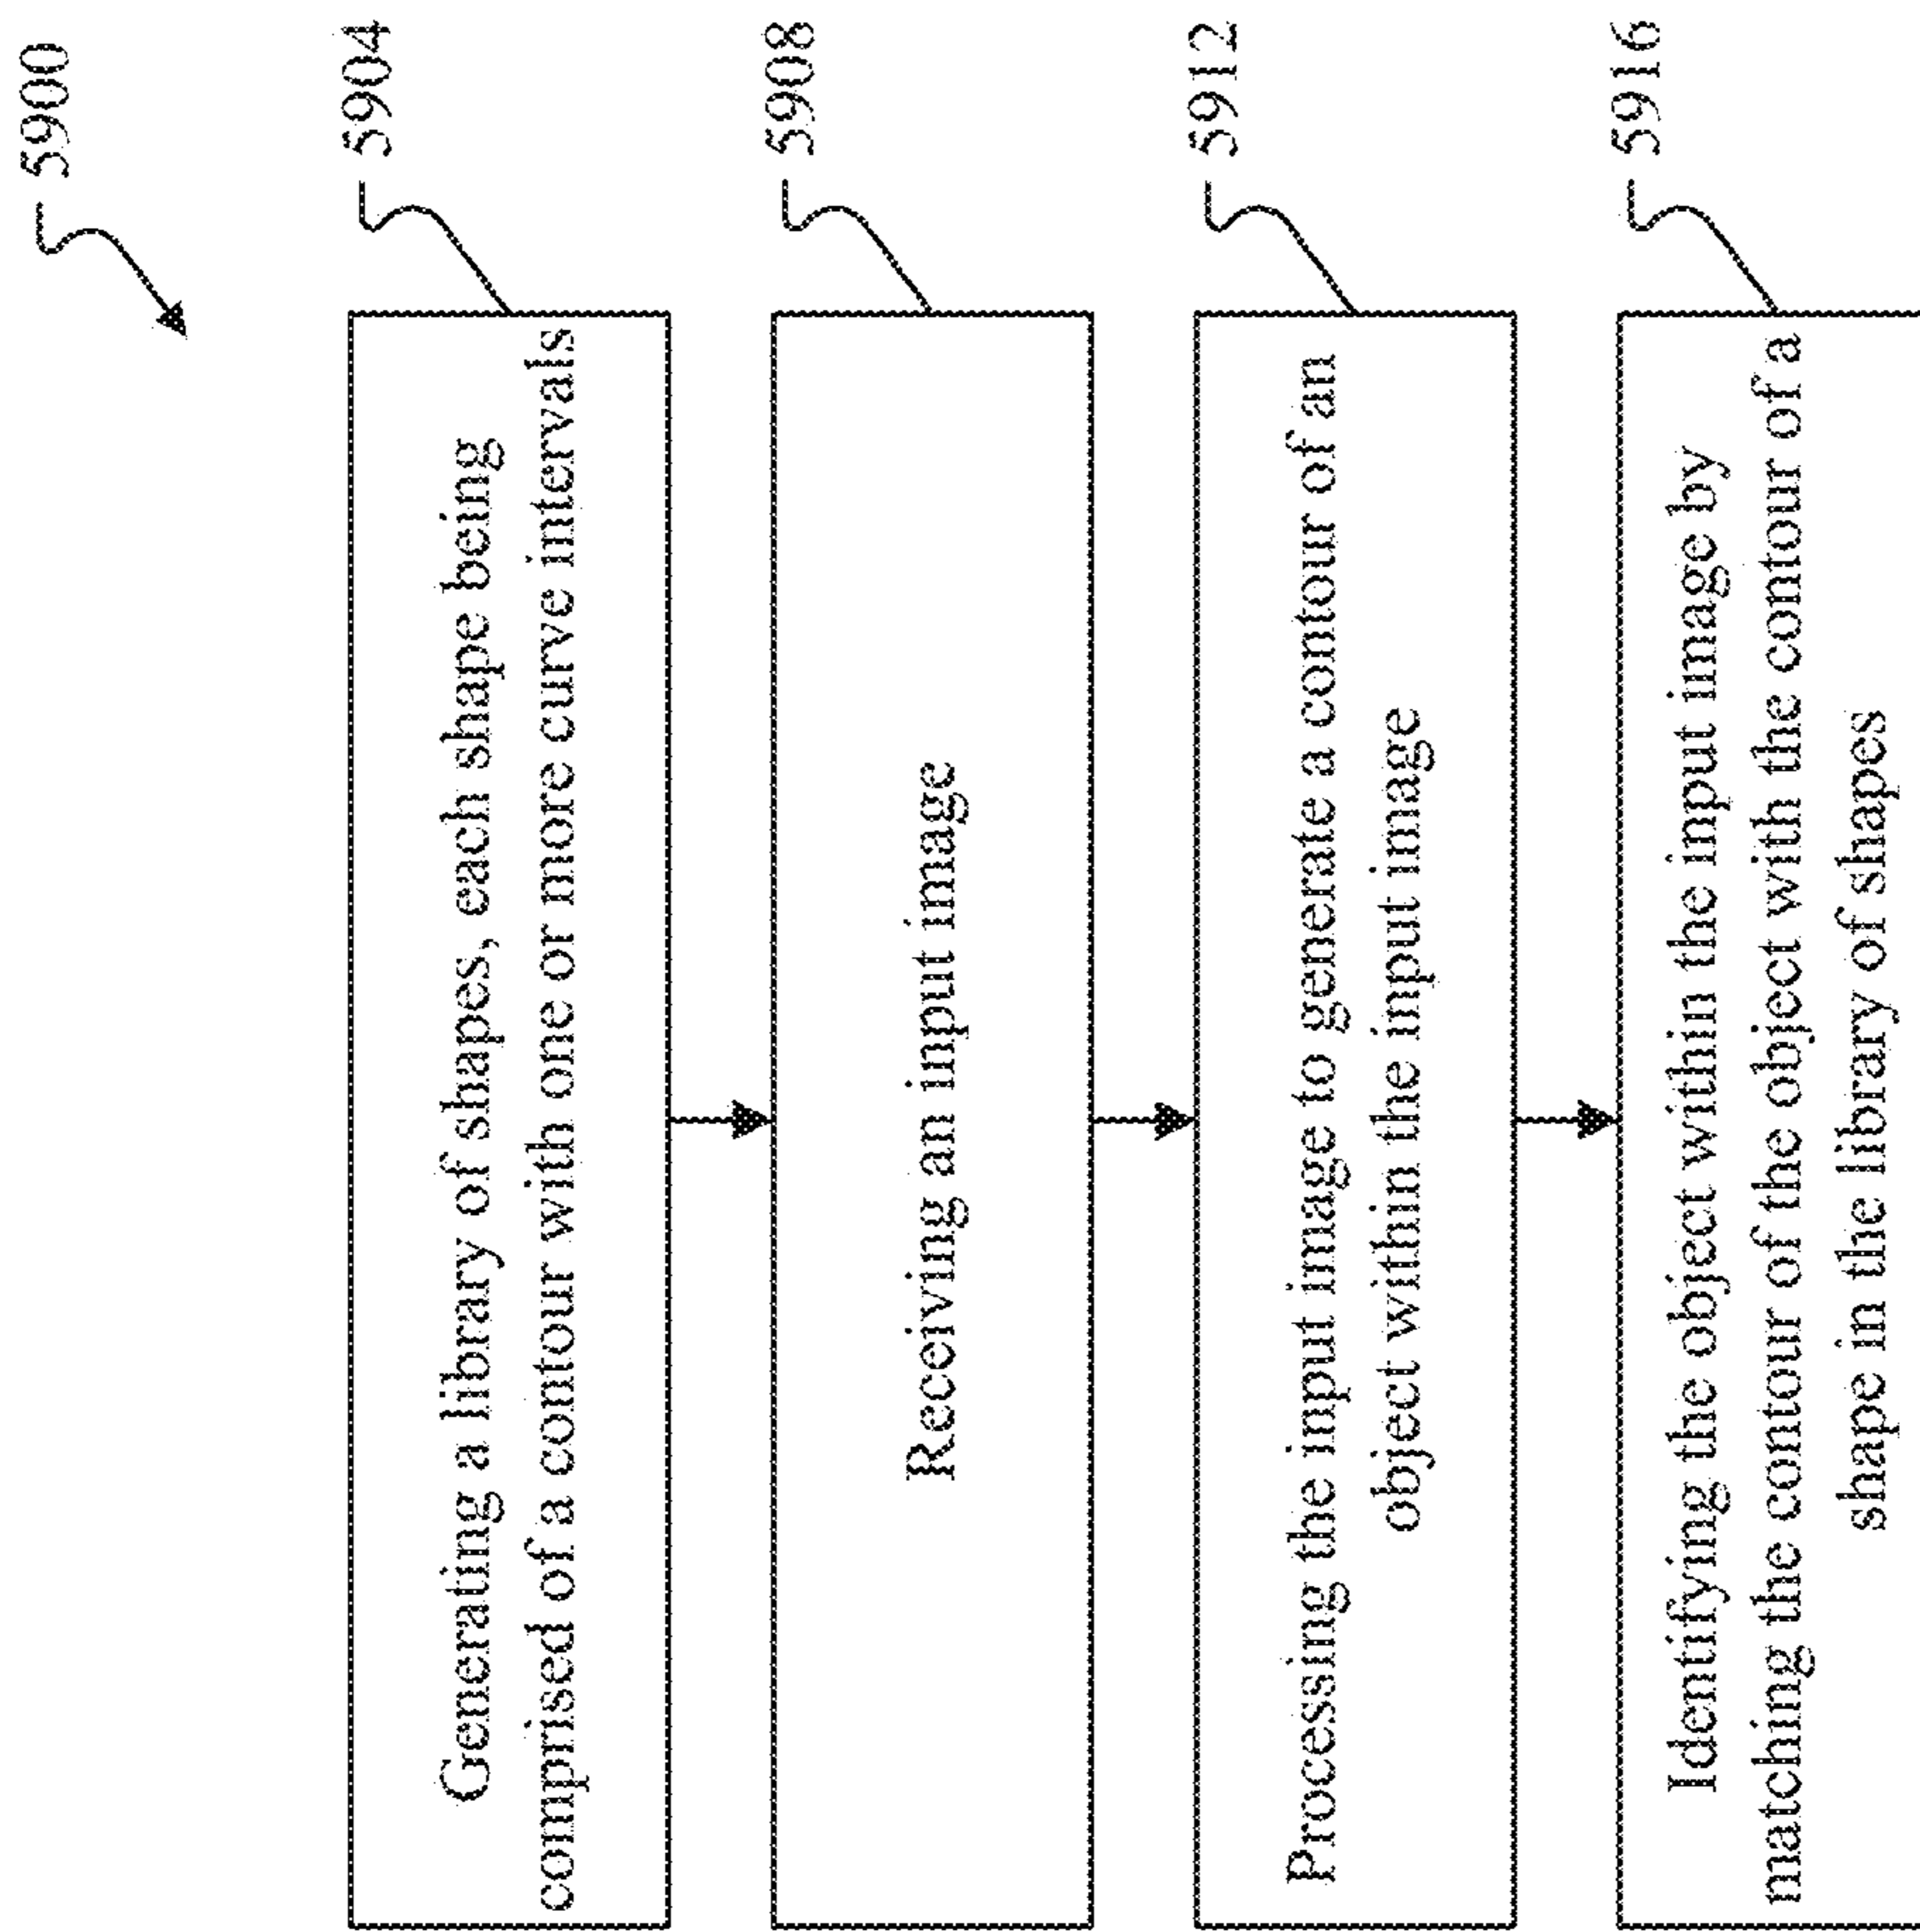 5900
5904
Generating a library of shapes, each shape being
comprised of a contour with one or more curve intervals
5908
Receiving an input image
5912
Processing the input image to generate a contour of an
object within the input image
5916
Identifying the object within the input image by
matching the contour of the object with the contour of a
shape in the library of shapes